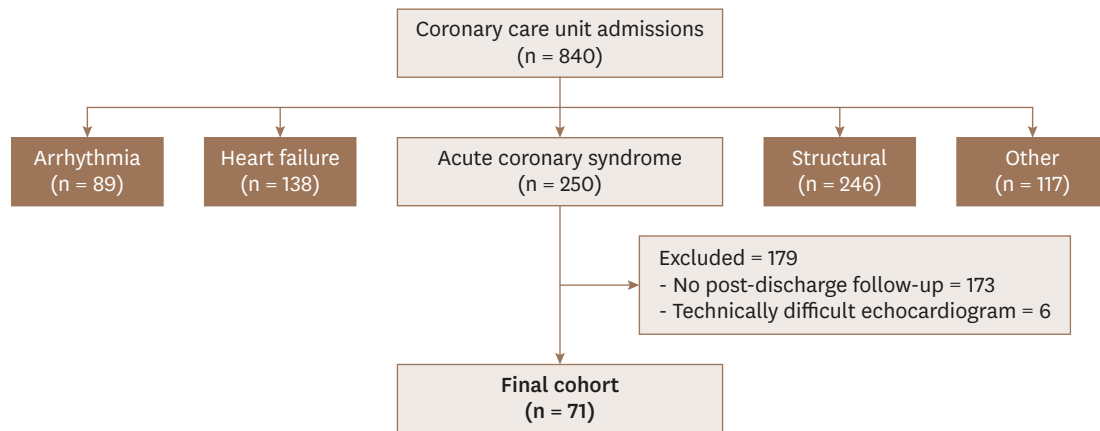 Coronary care unit admissions
(n = 840)
Arrhythmia
(n = 89)
Heart failure
(n = 138)
Acute coronary syndrome
(n = 250)
Structural
(n = 246)
Other
(n = 117)
Excluded = 179
- No post-discharge follow-up = 173
- Technically difficult echocardiogram = 6
Final cohort
(n = 71)